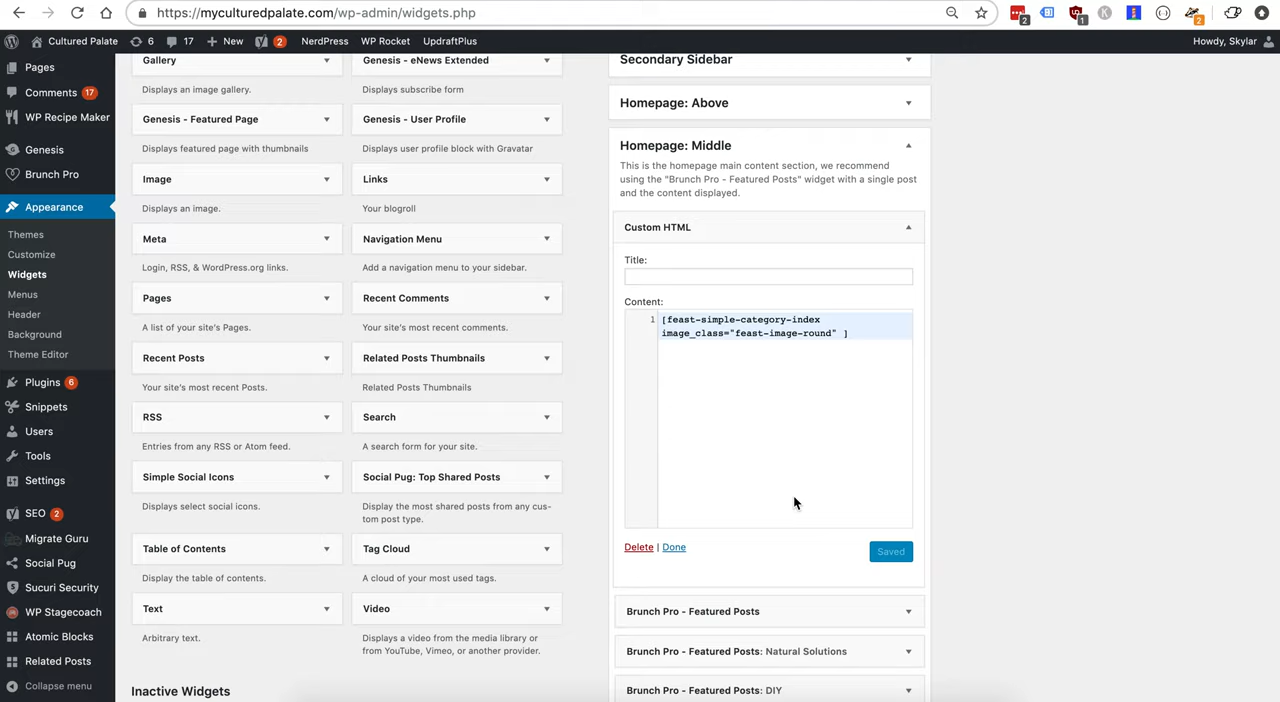 https://myculturedpalate.com/wp-admin/widgets.php
2
1
2
Cultured Palate
6
17
New
2
NerdPress
WP Rocket
UpdraftPlus
Howdy, Skylar
Pages
Comments 17
WP Recipe Maker
Genesis
Brunch Pro
Appearance
Themes
Customize
Widgets
Menus
Header
Background
Theme Editor
Plugins 6
Snippets
Users
Tools
Settings
SEO 2
Migrate Guru
Social Pug
Sucuri Security
WP Stagecoach
Atomic Blocks
Related Posts
Collapse menu
Gallery
Displays an image gallery.
Genesis - eNews Extended
Displays subscribe form
Genesis - Featured Page
Displays featured page with thumbnails
Genesis - User Profile
Displays user profile block with Gravatar
Image
Displays an image.
Links
Your blogroll
Meta
Login, RSS, & WordPress.org links.
Navigation Menu
Add a navigation menu to your sidebar.
Pages
A list of your site's Pages.
Recent Comments
Your site's most recent comments.
Recent Posts
Your site's most recent Posts.
Related Posts Thumbnails
Related Posts Thumbnails
RSS
Entries from any RSS or Atom feed.
Search
A search form for your site.
Simple Social Icons
Displays select social icons.
Social Pug: Top Shared Posts
Display the most shared posts from any cus-
tom post type.
Table of Contents
Display the table of contents.
Tag Cloud
A cloud of your most used tags.
Text
Arbitrary text.
Video
Displays a video from the media library or
from YouTube, Vimeo, or another provider.
Inactive Widgets
Secondary Sidebar
Homepage: Above
Homepage: Middle
This is the homepage main content section, we recommend
using the "Brunch Pro - Featured Posts" widget with a single post
and the content displayed.
Custom HTML
Title:
Content:
1 [feast-simple-category-index
image_class="feast-image-round" ]
Delete | Done
Saved
Brunch Pro - Featured Posts
Brunch Pro - Featured Posts: Natural Solutions
Brunch Pro - Featured Posts: DIY